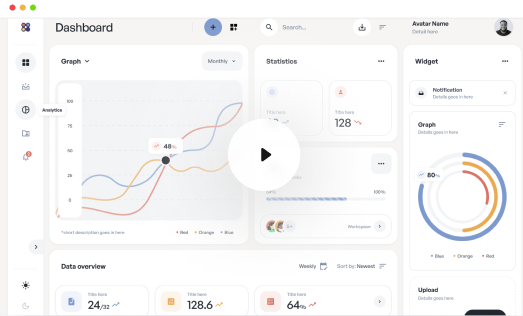 Dashboard
+
Search...
Avatar Name
Detail here
Graph
Monthly
Statistics
Widget
Title here
Title here
128
Notification
Details goes in here
Analytics
100
75
50
25
0
48%
100%
6+
Workspace
*short description goes in here
Red
Orange
Blue
Graph
Details goes in here
80%
Blue
Orange
Red
Data overview
Weekly
Sort by: Newest
Title here
24/32
Title here
128.6
Title here
64%
Upload
Details goes here